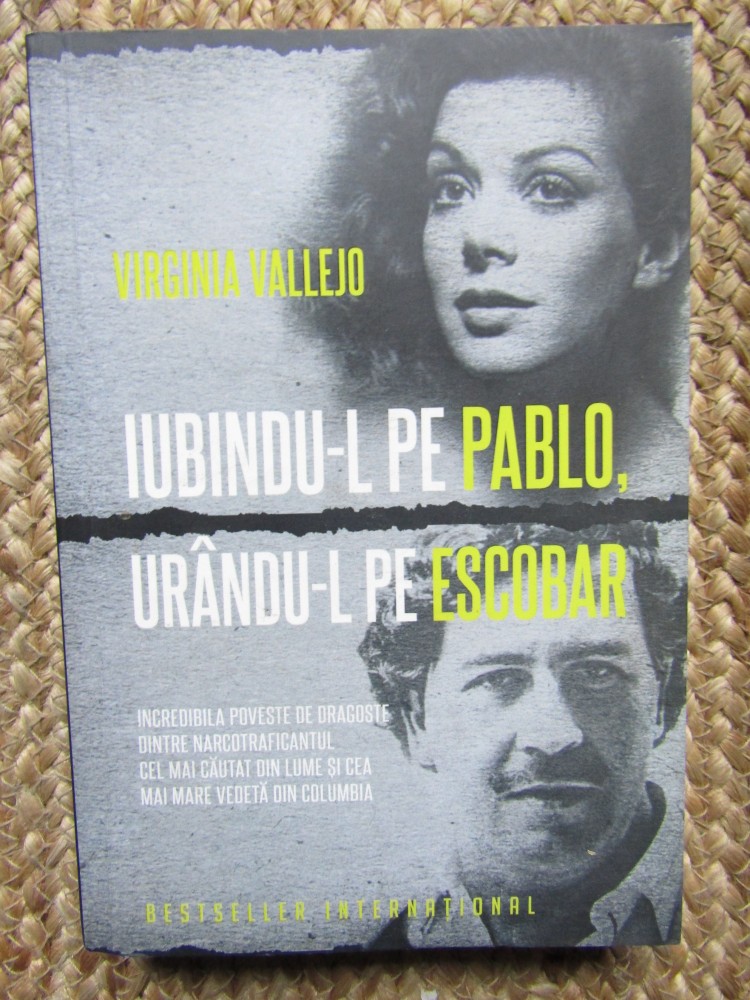 VIRGINIA VALLEJO
IUBINDU-L PE PABLO,
URÂNDU-L PE ESCOBAR
INCREDIBILA POVESTE DE DRAGOSTE
DINTRE NARCOTRAFICANTUL
CEL MAI CĂUTAT DIN LUME ȘI CEA
MAI MARE VEDETĂ DIN COLUMBIA
BESTSELLER INTERNAȚIONAL